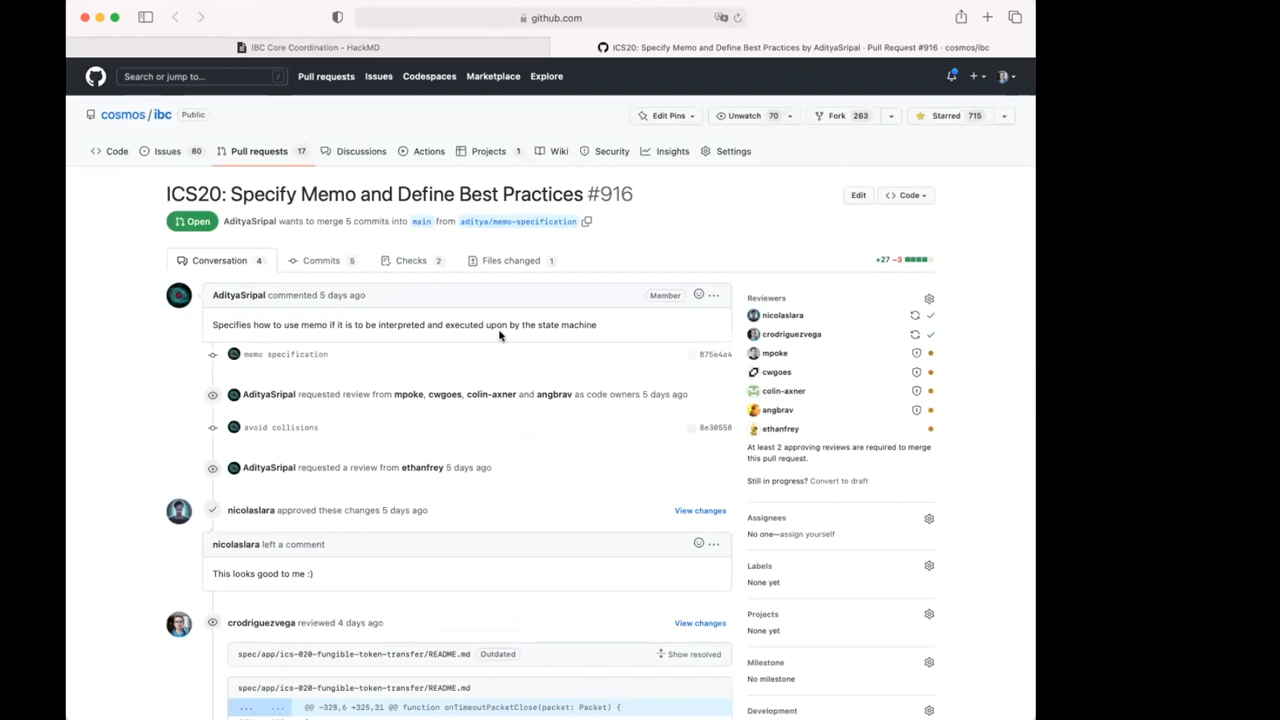 github.com
IBC Core Coordination - HackMD
ICS20: Specify Memo and Define Best Practices by AdityaSripal · Pull Request #916 · cosmos/ibc
Search or jump to... /
Pull requests Issues Codespaces Marketplace Explore
cosmos / ibc Public
Edit Pins Unwatch 70 Fork 263 Starred 715
Code Issues 80 Pull requests 17 Discussions Actions Projects 1 Wiki Security Insights Settings
ICS20: Specify Memo and Define Best Practices #916
Edit Code
Open AdityaSripal wants to merge 5 commits into main from aditya/memo-specification
Conversation 4 Commits 5 Checks 2 Files changed 1
+27 −3
AdityaSripal commented 5 days ago Member ...
Specifies how to use memo if it is to be interpreted and executed upon by the state machine
memo specification 875e4a4
AdityaSripal requested review from mpoke, cwgoes, colin-axner and angbrav as code owners 5 days ago
avoid collisions 8e30558
AdityaSripal requested a review from ethanfrey 5 days ago
nicolaslara approved these changes 5 days ago View changes
nicolaslara left a comment ...
This looks good to me :)
crodriguezvega reviewed 4 days ago View changes
spec/app/ics-020-fungible-token-transfer/README.md Outdated Show resolved
spec/app/ics-020-fungible-token-transfer/README.md
... ... @@ -328,6 +325,31 @@ function onTimeoutPacketClose(packet: Packet) {
Reviewers
nicolaslara
crodriguezvega
mpoke
cwgoes
colin-axner
angbrav
ethanfrey
At least 2 approving reviews are required to merge
this pull request.
Still in progress? Convert to draft
Assignees
No one—assign yourself
Labels
None yet
Projects
None yet
Milestone
No milestone
Development